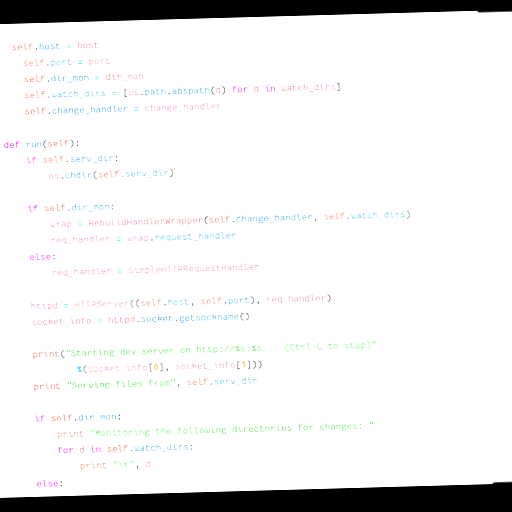 self.host = host
self.port = port
self.dir_mon = dir_mon
self.watch_dirs = [os.path.abspath(d) for d in watch_dirs]
self.change_handler = change_handler
def run(self):
if self.serv_dir:
os.chdir(self.serv_dir)
if self.dir_mon:
wrap = RebuildHandlerWrapper(self.change_handler, self.watch_dirs)
req_handler = wrap.request_handler
else:
req_handler = SimpleHTTPRequestHandler
httpd = HTTPServer((self.host, self.port), req_handler)
socket_info = httpd.socket.getsockname()
print("Starting dev server on http://%s:%s... (Ctrl-C to stop)"
%(socket_info[0], socket_info[1]))
print "Serving files from", self.serv_dir
if self.dir_mon:
print "Monitoring the following directories for changes: "
for d in self.watch_dirs:
print "\t", d
else: